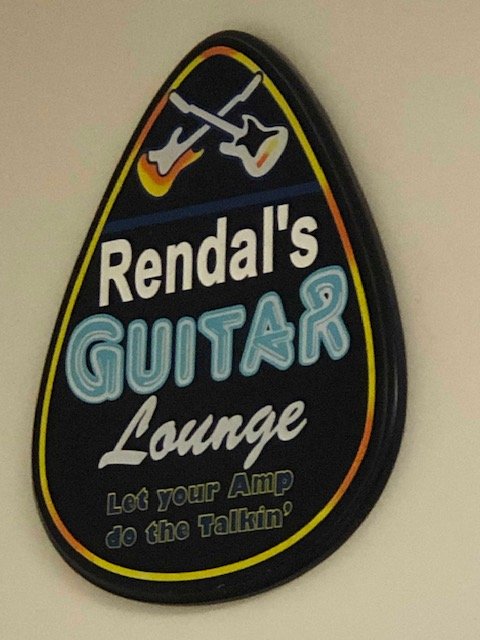 Rendal's
GUITAR
Lounge
Let your Amp
do the Talkin'